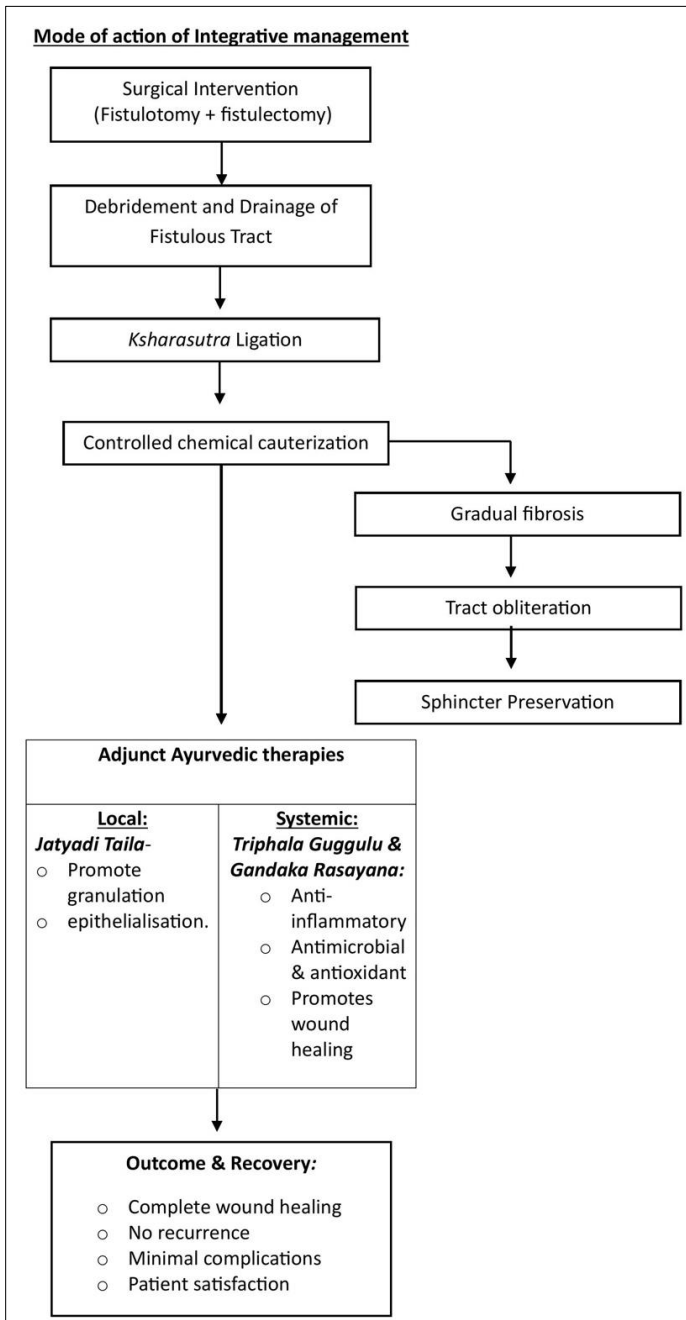 Mode of action of Integrative management
Surgical Intervention
(Fistulotomy + fistulectomy)
Debridement and Drainage of
Fistulous Tract
Ksharasutra Ligation
Controlled chemical cauterization
Gradual fibrosis
Tract obliteration
Sphincter Preservation
Adjunct Ayurvedic therapies
Local:
Jatyadi Taila-
○ Promote
granulation
○ epithelialisation.
Systemic:
Triphala Guggulu &
Gandaka Rasayana:
○ Anti-
inflammatory
○ Antimicrobial
& antioxidant
○ Promotes
wound
healing
Outcome & Recovery:
○ Complete wound healing
○ No recurrence
○ Minimal complications
○ Patient satisfaction